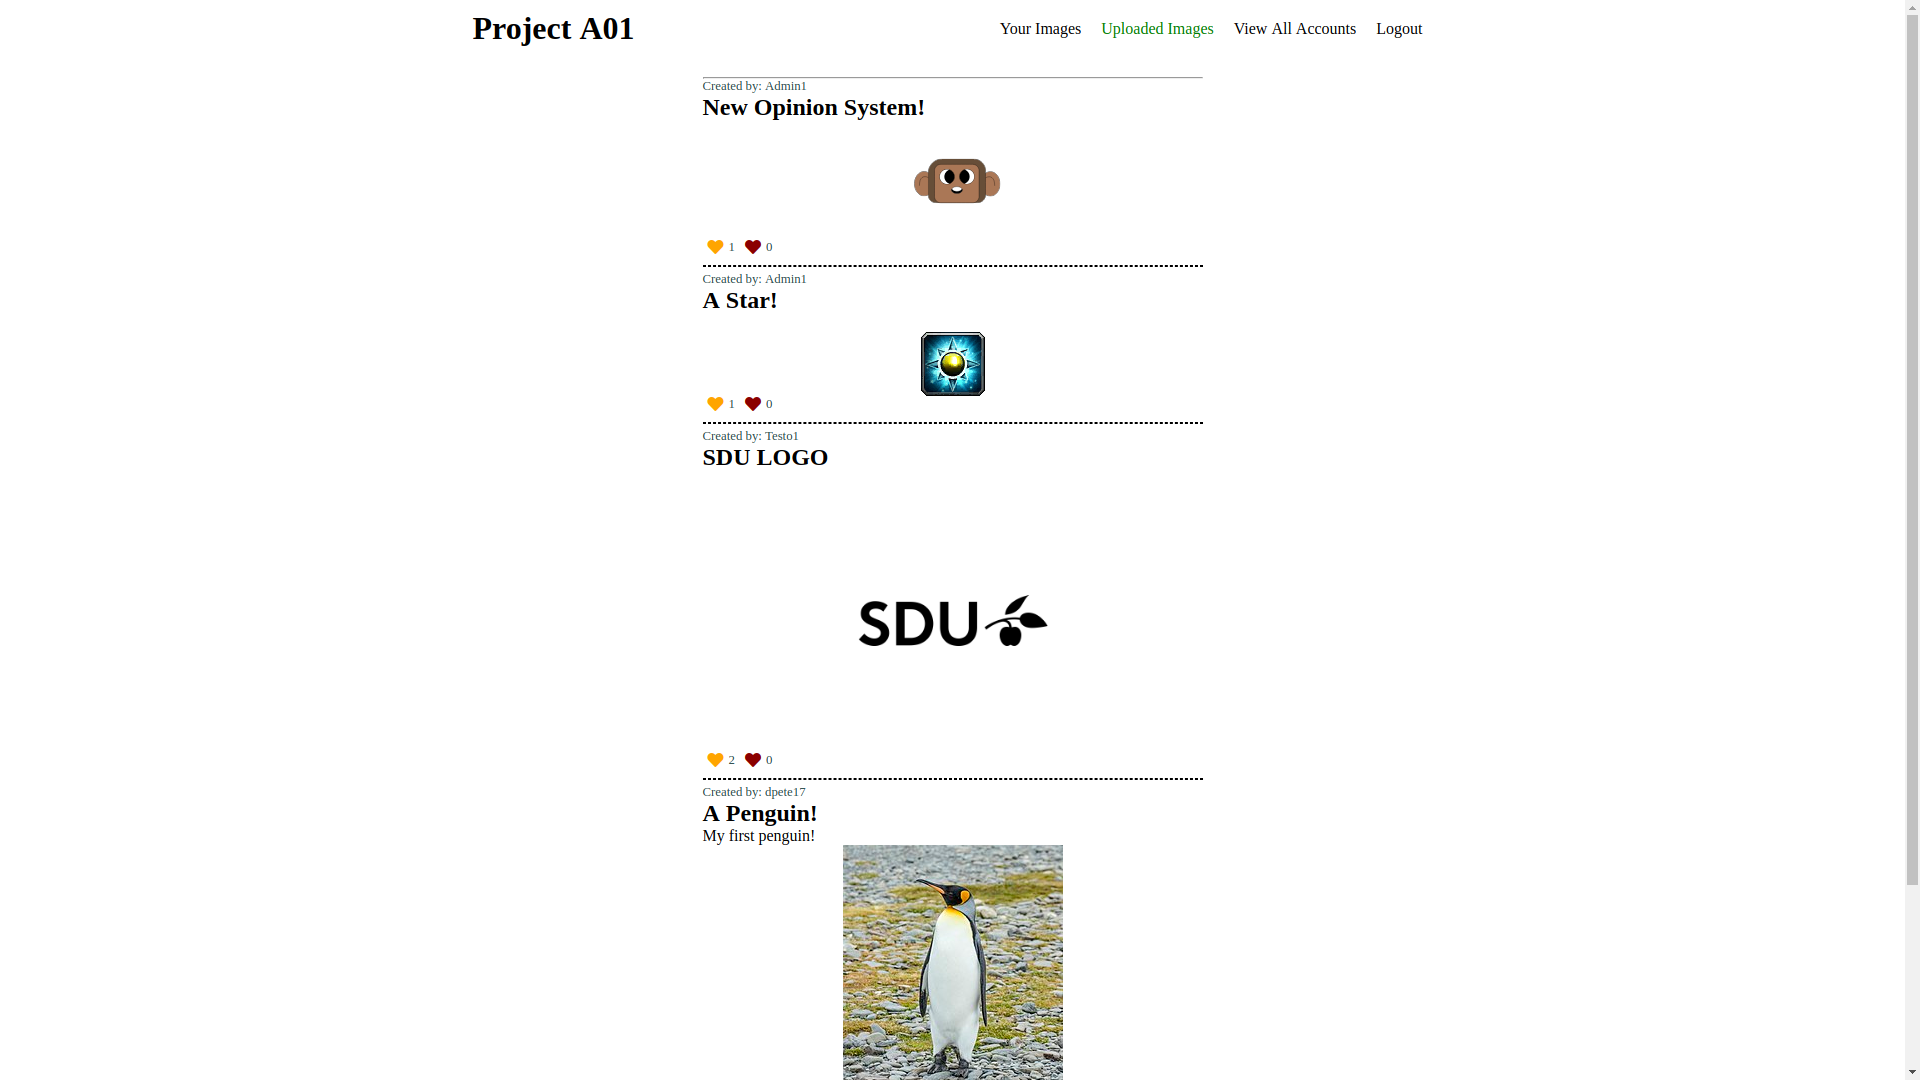 Project A01
Your Images
Uploaded Images
View All Accounts
Logout
Created by: Admin1
New Opinion System!
1
0
Created by: Admin1
A Star!
1
0
Created by: Testo1
SDU LOGO
SDU
2
0
Created by: dpete17
A Penguin!
My first penguin!